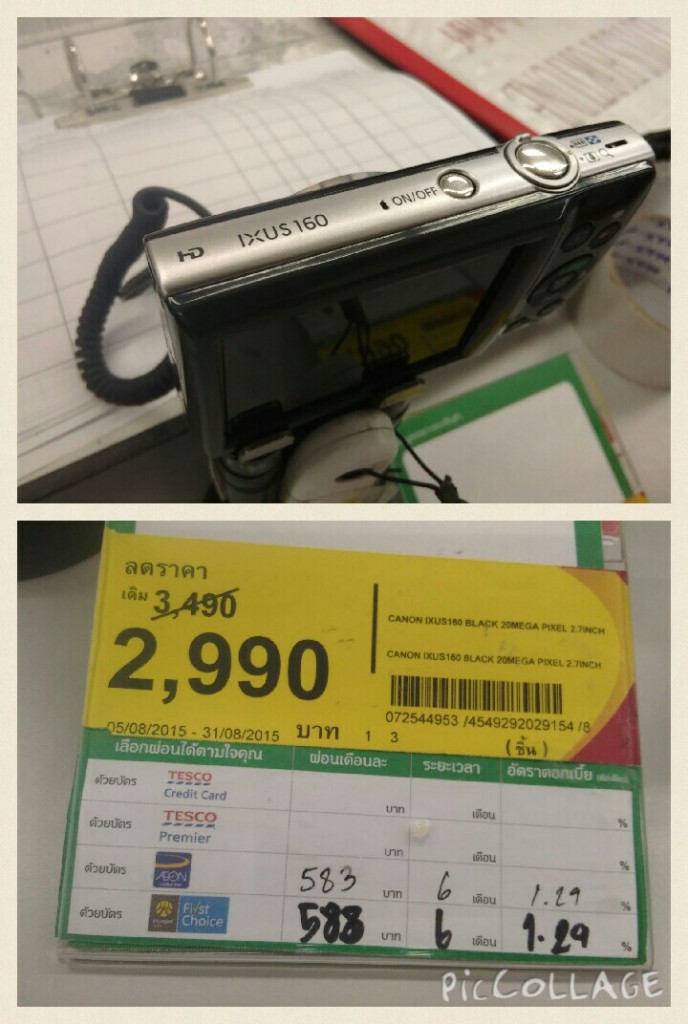 HD IXUS 160 ON/OFF
ลดราคา
เดิม 3,490
2,990
CANON IXUS160 BLACK 20MEGA PIXEL 2.7INCH
CANON IXUS160 BLACK 20MEGA PIXEL 2.7INCH
072544953 /4549292029154 /8
05/08/2015 - 31/08/2015 บาท 1 3 (ชิ้น)
เลือกผ่อนได้ตามใจคุณ ผ่อนเดือนละ ระยะเวลา อัตราดอกเบี้ย
ด้วยบัตร TESCO Credit Card บาท เดือน %
ด้วยบัตร TESCO Premier บาท เดือน %
ด้วยบัตร AEON 583 บาท 6 เดือน 1.29 %
ด้วยบัตร First Choice 588 บาท 6 เดือน 1.29 %
PICCOLLAGE